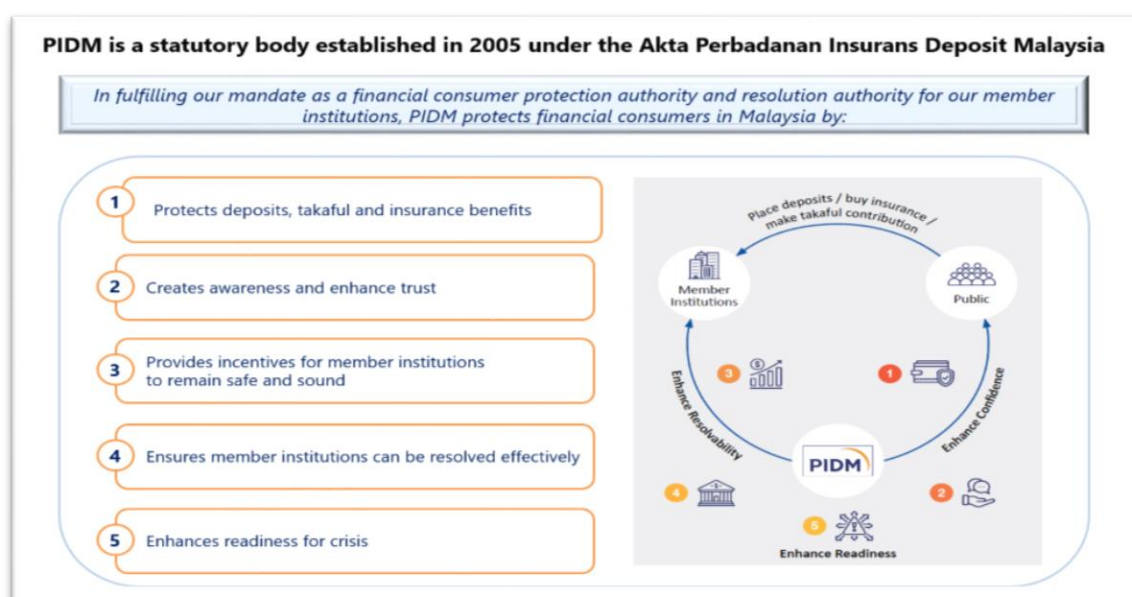 PIDM is a statutory body established in 2005 under the Akta Perbadanan Insurans Deposit Malaysia
In fulfilling our mandate as a financial consumer protection authority and resolution authority for our member
institutions, PIDM protects financial consumers in Malaysia by:
1
Protects deposits, takaful and insurance benefits
2
Creates awareness and enhance trust
3
Provides incentives for member institutions
to remain safe and sound
4
Ensures member institutions can be resolved effectively
5
Enhances readiness for crisis
Place deposits / buy insurance /
make takaful contribution
Member
Institutions
Public
3
1
Enhance Resolvability
Enhance Confidence
PIDM
4
2
5
Enhance Readiness